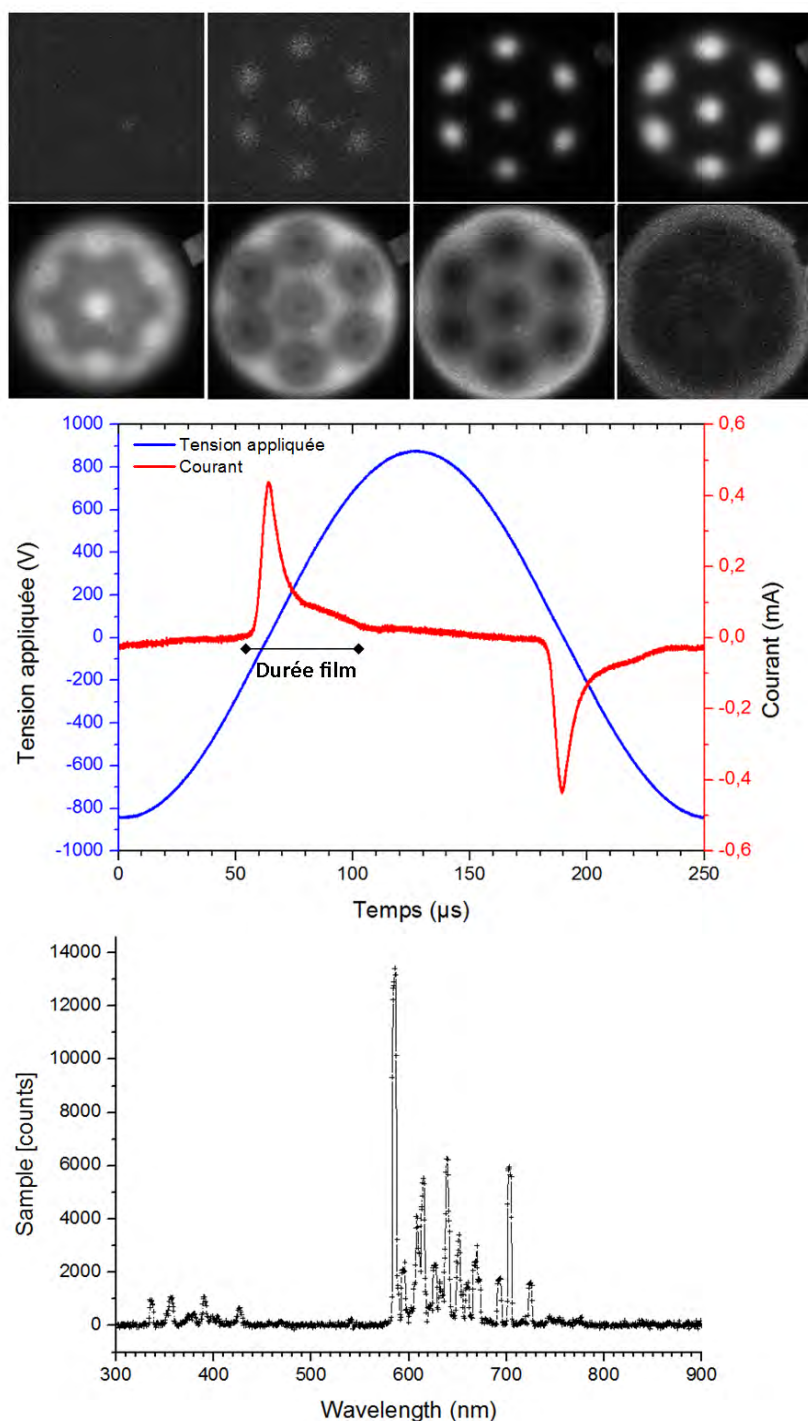 1000
800
600
400
200
0
-200
-400
-600
-800
-1000
Tension appliquée (V)
Tension appliquée
Courant
Durée film
0,6
0,4
0,2
0,0
-0,2
-0,4
-0,6
Courant (mA)
0 50 100 150 200 250
Temps (µs)
14000
12000
10000
8000
6000
4000
2000
0
Sample [counts]
300 400 500 600 700 800 900
Wavelength (nm)